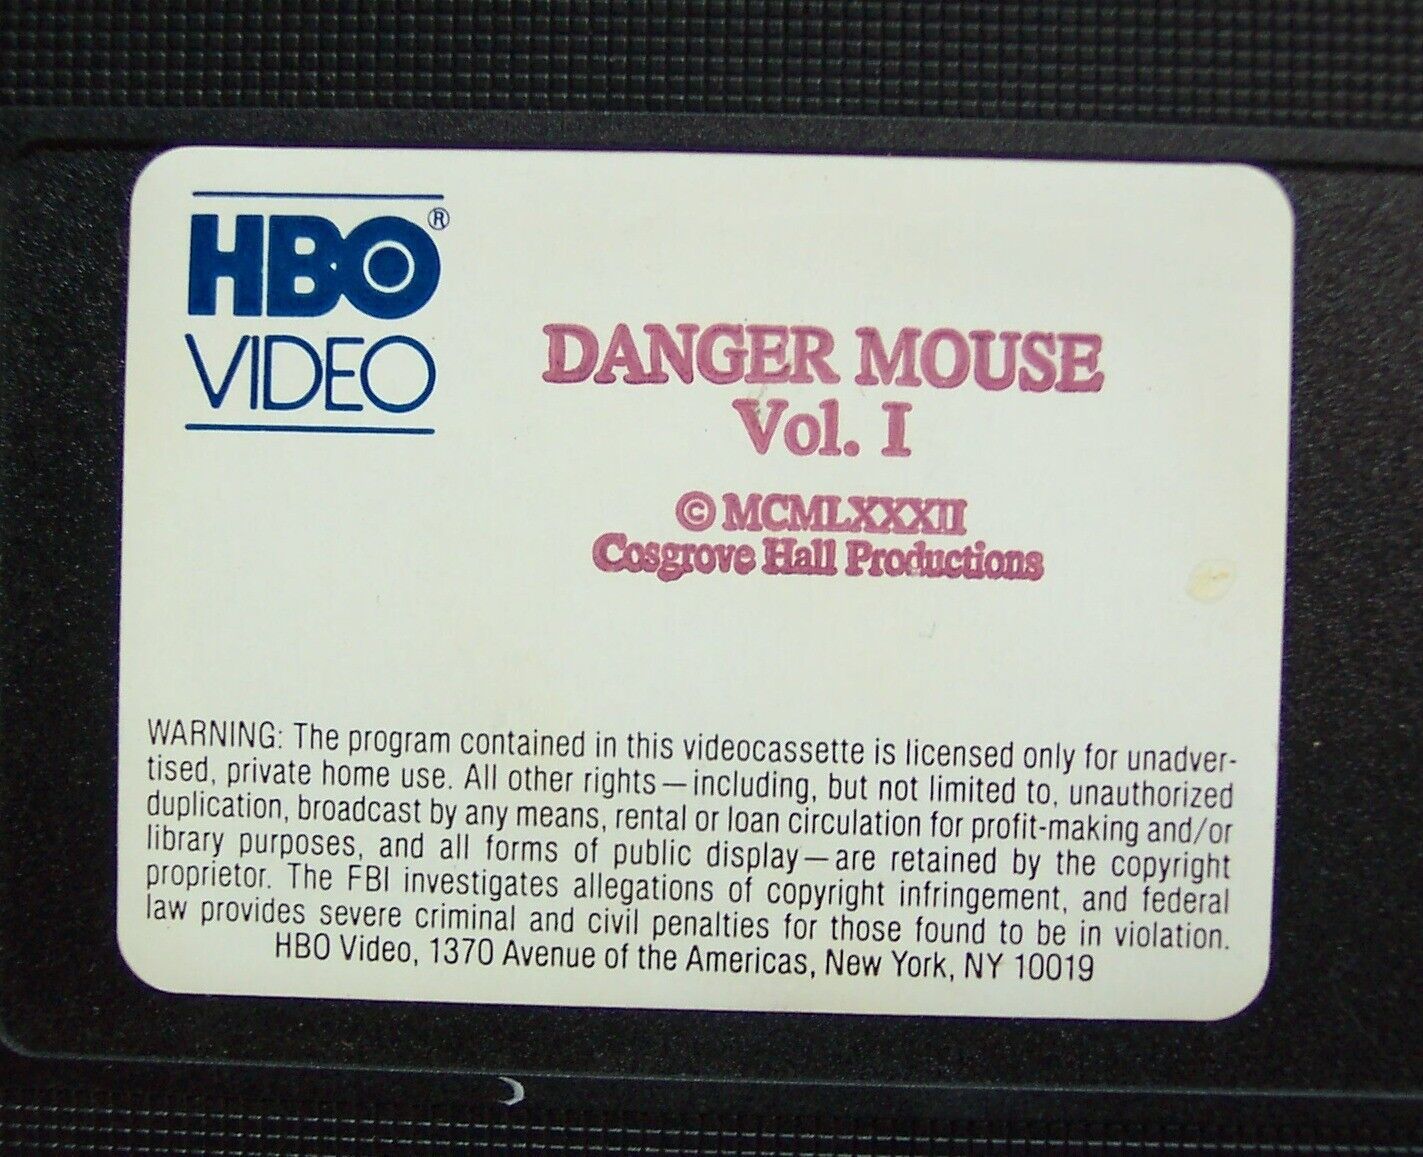 HBO®
VIDEO
DANGER MOUSE
Vol. I
© MCMLXXXII
Cosgrove Hall Productions
WARNING: The program contained in this videocassette is licensed only for unadver-
tised, private home use. All other rights—including, but not limited to, unauthorized
duplication, broadcast by any means, rental or loan circulation for profit-making and/or
library purposes, and all forms of public display—are retained by the copyright
proprietor. The FBI investigates allegations of copyright infringement, and federal
law provides severe criminal and civil penalties for those found to be in violation.
HBO Video, 1370 Avenue of the Americas, New York, NY 10019